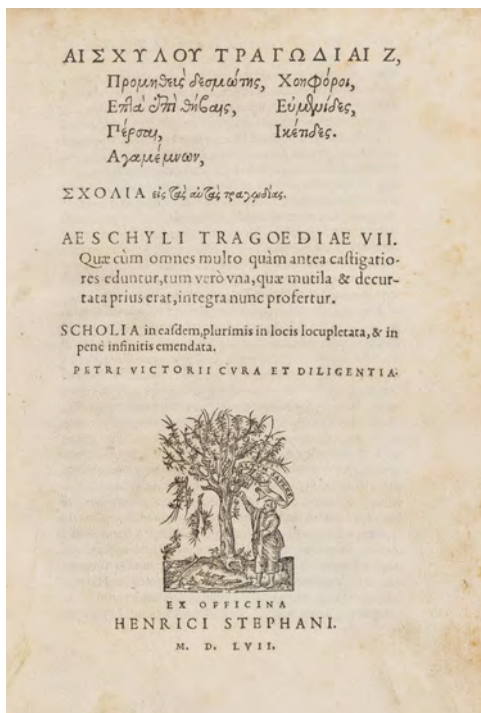 ΑΙΣΧΥΛΟΥ ΤΡΑΓΩΔΙΑΙ Ζ,
Προμηθεὺς δεσμώτης, Χοηφόροι,
Επτὰ ἐπὶ Θήβαις, Εὐμενίδες,
Πέρσαι, Ικέτιδες.
Αγαμέμνων,
ΣΧΟΛΙΑ εἰς τὰς αὐτὰς τραγῳδίας.
AESCHYLI TRAGOEDIAE VII.
Quæ cùm omnes multo quàm antea castigatio-
res eduntur, tum verò vna, quæ mutila & decur-
tata prius erat, integra nunc profertur.
SCHOLIA in easdem, plurimis in locis locupletata, & in
penè infinitis emendata.
PETRI VICTORII CVRA ET DILIGENTIA.
EX OFFICINA
HENRICI STEPHANI.
M. D. LVII.